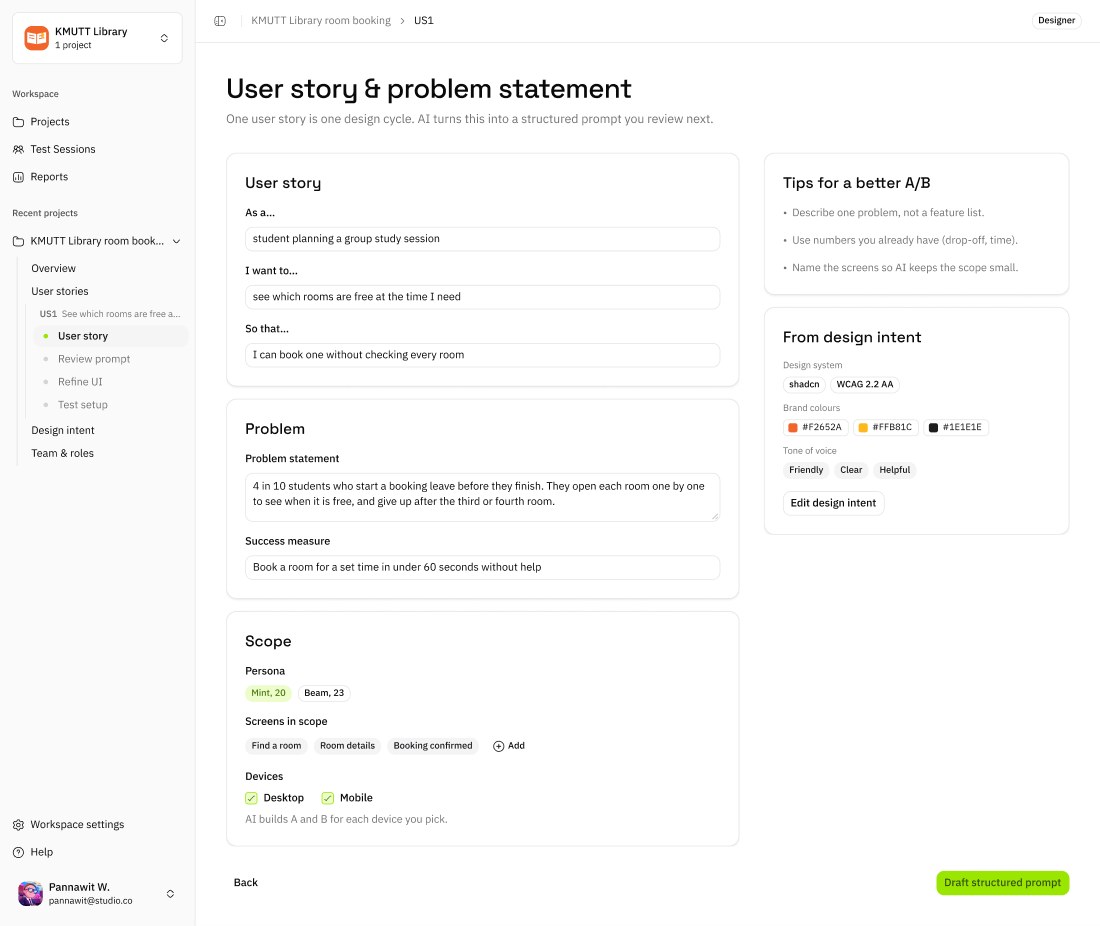 KMUTT Library
1 project
Workspace
Projects
Test Sessions
Reports
Recent projects
KMUTT Library room book...
Overview
User stories
US1 See which rooms are free a...
User story
Review prompt
Refine UI
Test setup
Design intent
Team & roles
Workspace settings
Help
Pannawit W.
pannawit@studio.co
KMUTT Library room booking > US1
Designer
User story & problem statement
One user story is one design cycle. AI turns this into a structured prompt you review next.
User story
As a...
student planning a group study session
I want to...
see which rooms are free at the time I need
So that...
I can book one without checking every room
Problem
Problem statement
4 in 10 students who start a booking leave before they finish. They open each room one by one
to see when it is free, and give up after the third or fourth room.
Success measure
Book a room for a set time in under 60 seconds without help
Scope
Persona
Mint, 20 Beam, 23
Screens in scope
Find a room Room details Booking confirmed Add
Devices
Desktop Mobile
AI builds A and B for each device you pick.
Tips for a better A/B
• Describe one problem, not a feature list.
• Use numbers you already have (drop-off, time).
• Name the screens so AI keeps the scope small.
From design intent
Design system
shadcn WCAG 2.2 AA
Brand colours
#F2652A #FFB81C #1E1E1E
Tone of voice
Friendly Clear Helpful
Edit design intent
Back
Draft structured prompt